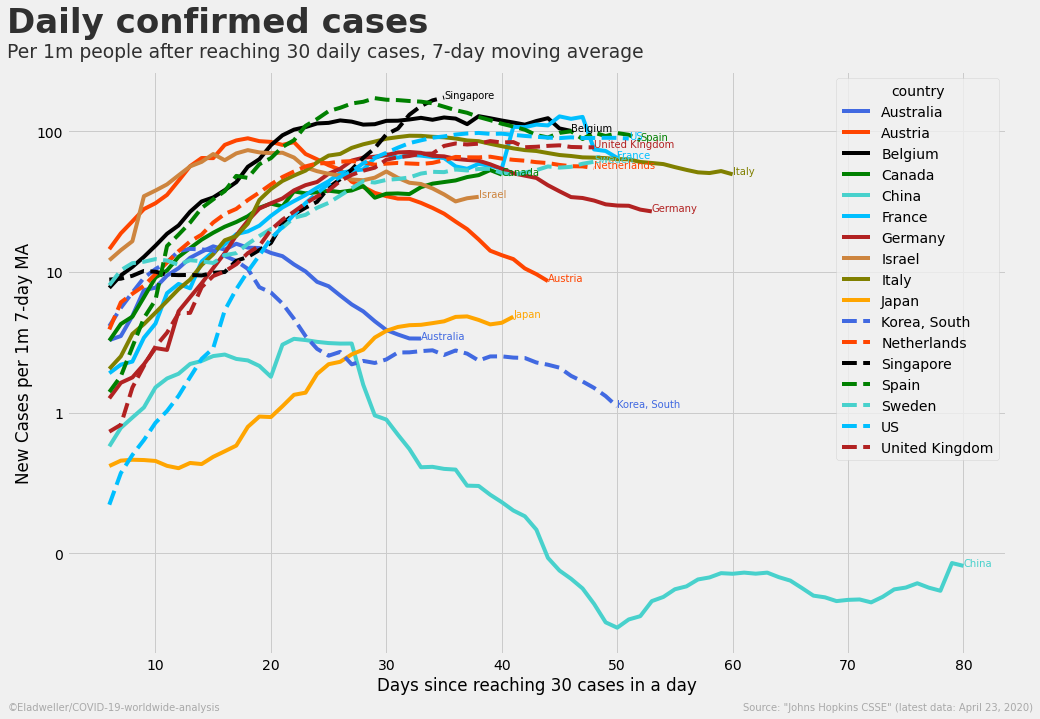 Daily confirmed cases
Per 1m people after reaching 30 daily cases, 7-day moving average
New Cases per 1m 7-day MA
100
10
1
0
Singapore
Belgium
US
Spain
United Kingdom
France
Netherlands
Italy
Canada
Israel
Germany
Austria
Japan
Australia
Korea, South
China
country
Australia
Austria
Belgium
Canada
China
France
Germany
Israel
Italy
Japan
Korea, South
Netherlands
Singapore
Spain
Sweden
US
United Kingdom
10 20 30 40 50 60 70 80
Days since reaching 30 cases in a day
©Eladweller/COVID-19-worldwide-analysis
Source: "Johns Hopkins CSSE" (latest data: April 23, 2020)